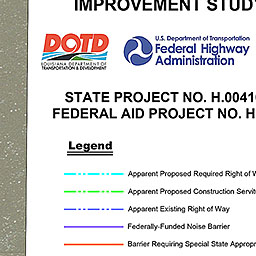 IMPROVEMENT STUDY
DOTD
LOUISIANA DEPARTMENT OF
TRANSPORTATION & DEVELOPMENT
U.S. Department of Transportation
Federal Highway
Administration
STATE PROJECT NO. H.0041
FEDERAL AID PROJECT NO. H
Legend
Apparent Proposed Required Right of W
Apparent Proposed Construction Servit
Apparent Existing Right of Way
Federally-Funded Noise Barrier
Barrier Requiring Special State Approp